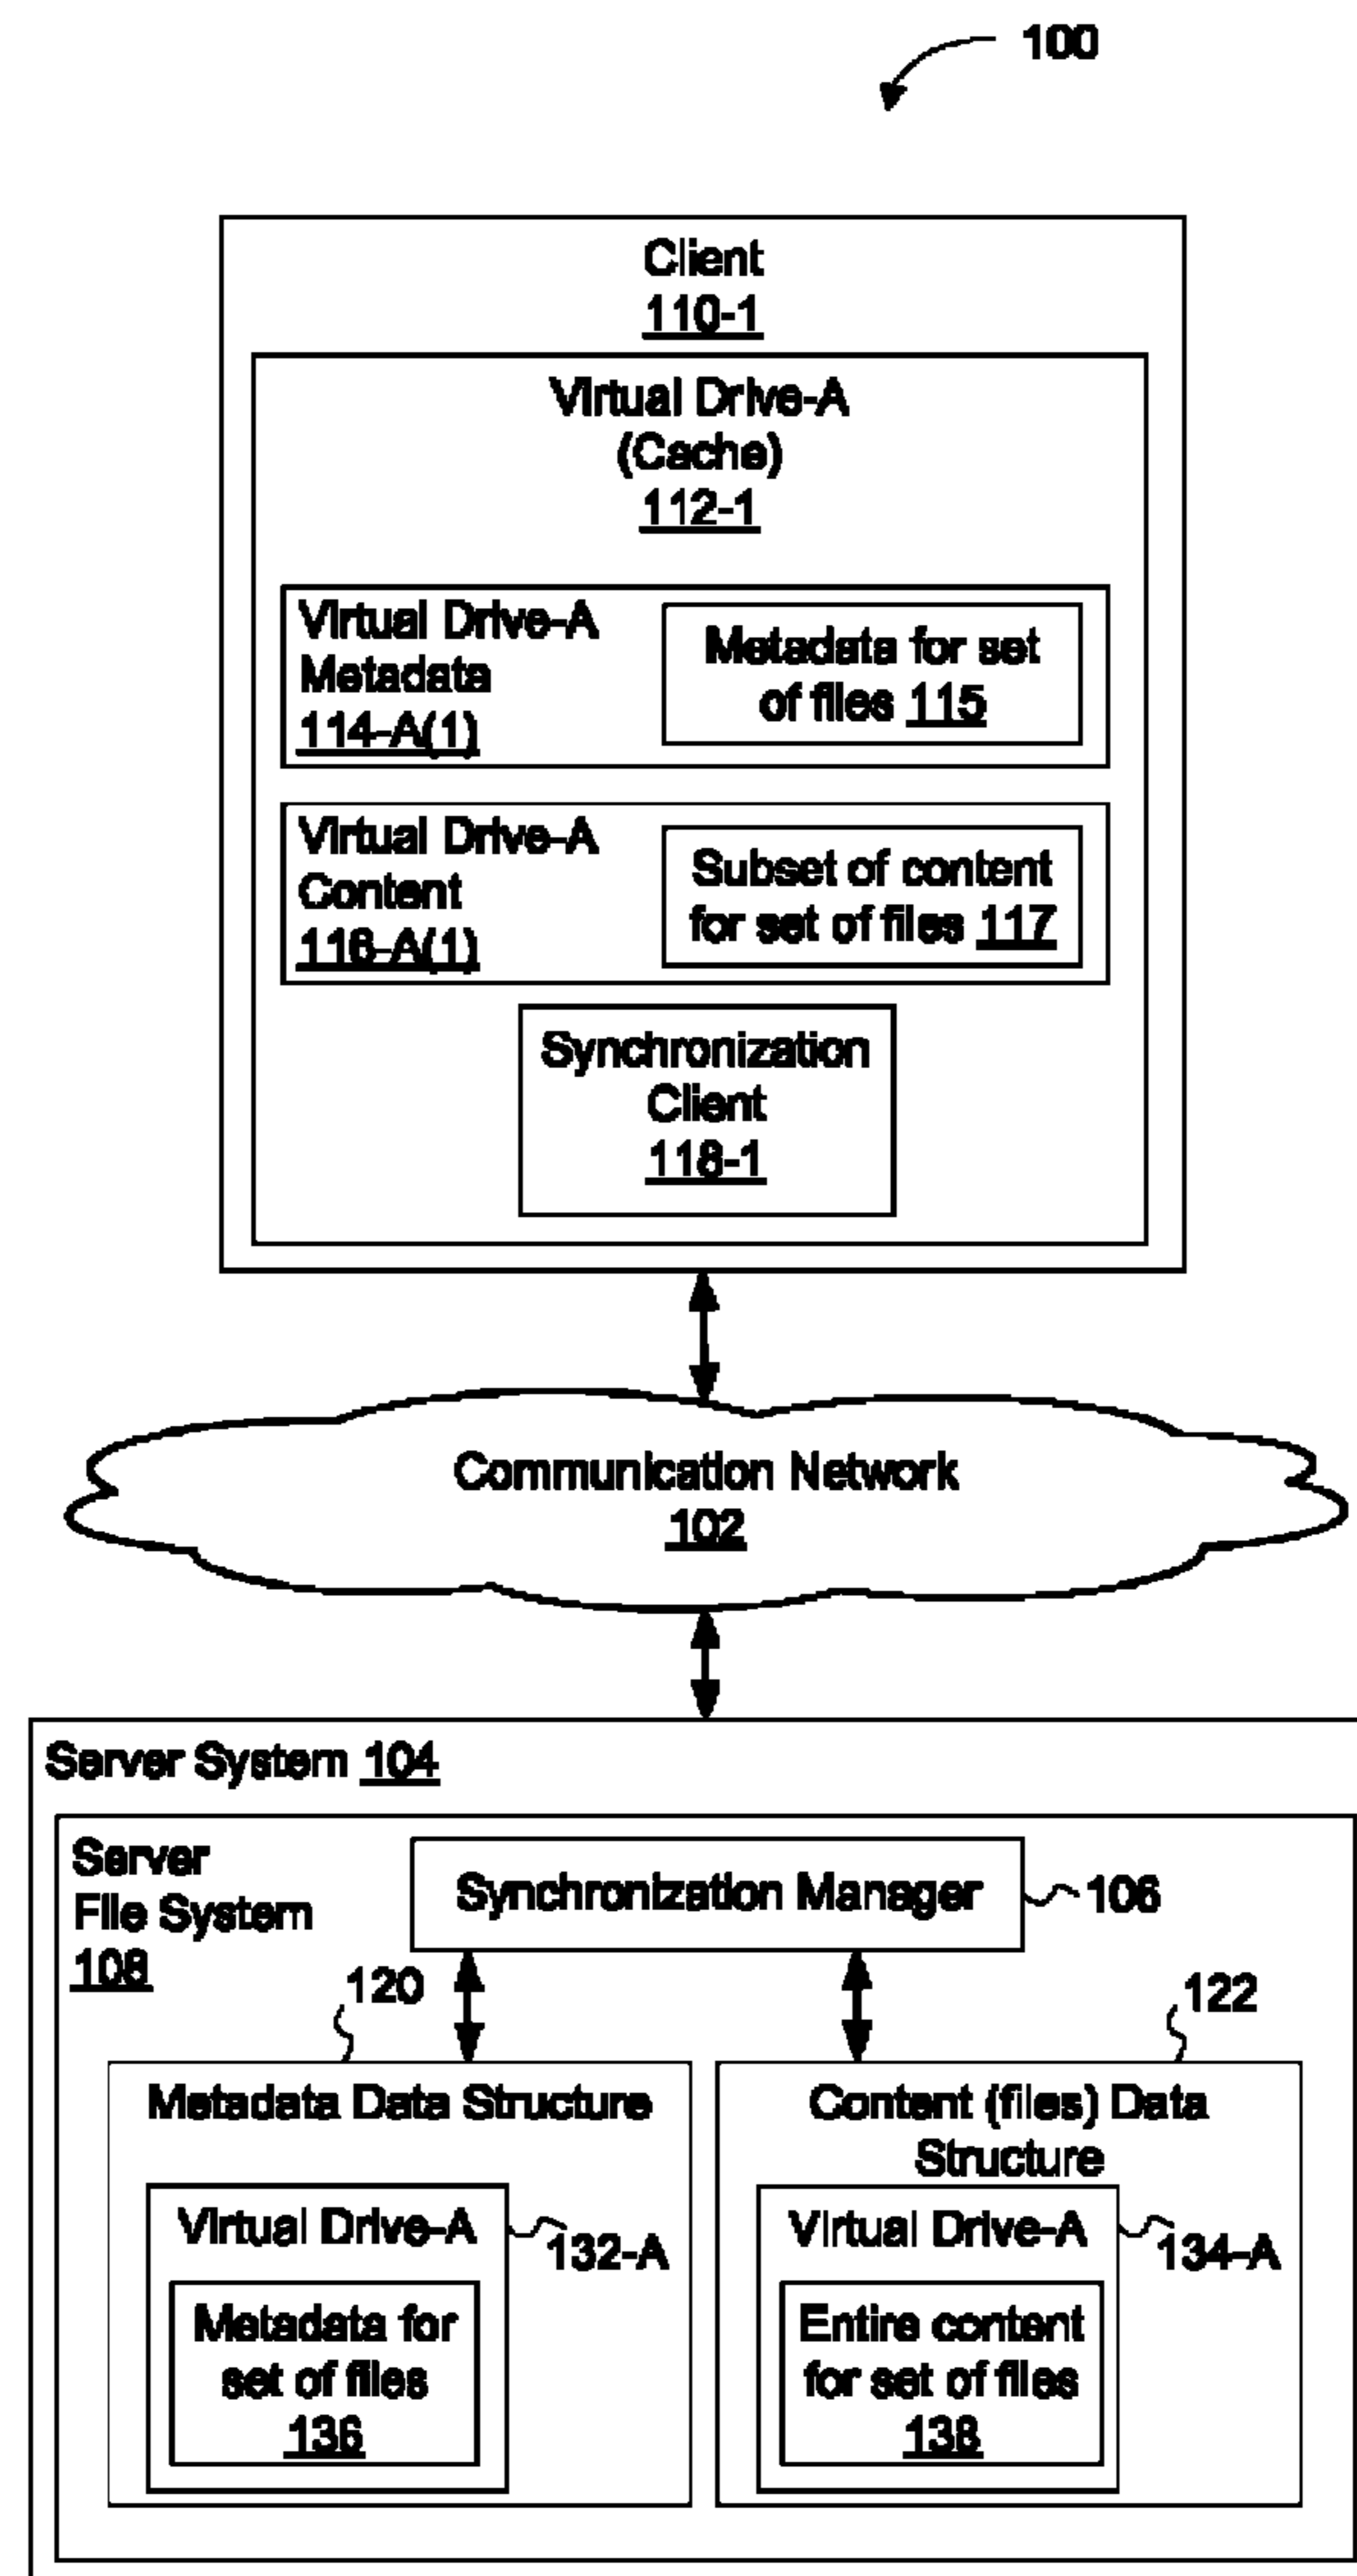 100
Client
110-1
Virtual Drive-A
(Cache)
112-1
Virtual Drive-A
Metadata
114-A(1)
Metadata for set
of files 115
Virtual Drive-A
Content
116-A(1)
Subset of content
for set of files 117
Synchronization
Client
118-1
Communication Network
102
Server System 104
Server
File System
108
Synchronization Manager
106
120
122
Metadata Data Structure
Virtual Drive-A
132-A
Metadata for
set of files
136
Content (files) Data
Structure
Virtual Drive-A
134-A
Entire content
for set of files
138